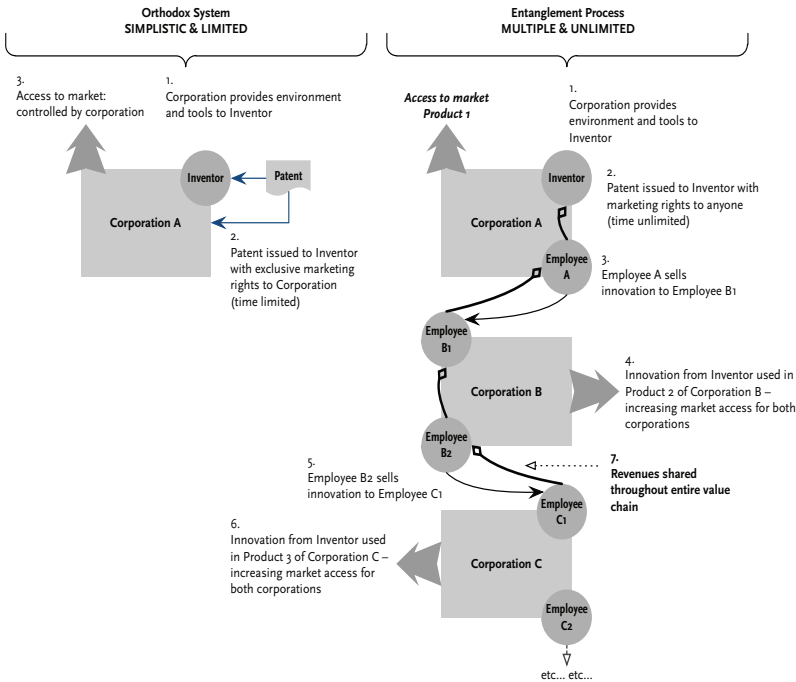 Orthodox System
SIMPLISTIC & LIMITED
3.
Access to market:
controlled by corporation
1.
Corporation provides environment
and tools to Inventor
Inventor
Patent
Corporation A
2.
Patent issued to Inventor
with exclusive marketing
rights to Corporation
(time limited)
Entanglement Process
MULTIPLE & UNLIMITED
Access to market
Product 1
1.
Corporation provides
environment and tools to
Inventor
Inventor
2.
Patent issued to Inventor with
marketing rights to anyone
(time unlimited)
Corporation A
Employee
A
3.
Employee A sells
innovation to Employee B1
Employee
B1
Corporation B
4.
Innovation from Inventor used in
Product 2 of Corporation B –
increasing market access for both
corporations
Employee
B2
5.
Employee B2 sells
innovation to Employee C1
7.
Revenues shared
throughout entire value
chain
Employee
C1
6.
Innovation from Inventor used
in Product 3 of Corporation C –
increasing market access for
both corporations
Corporation C
Employee
C2
etc... etc...